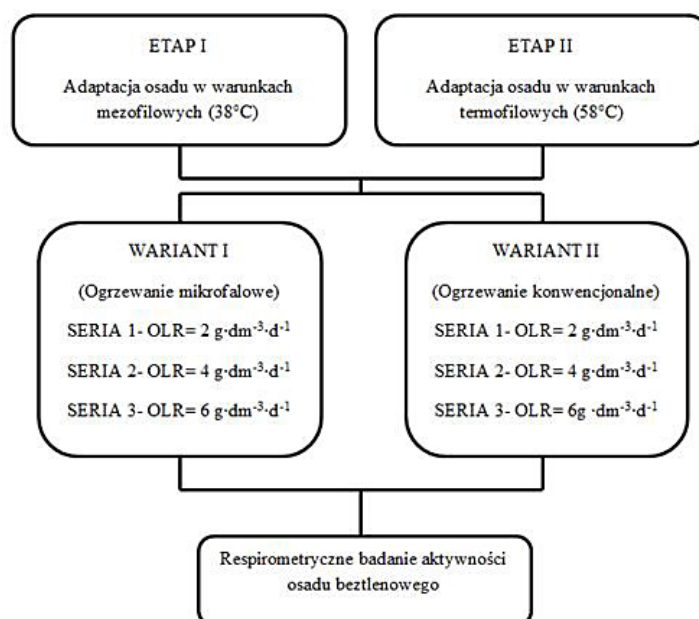 ETAP I
Adaptacja osadu w warunkach
mezofilowych (38°C)
ETAP II
Adaptacja osadu w warunkach
termofilowych (58°C)
WARIANT I
(Ogrzewanie mikrofalowe)
SERIA 1- OLR= 2 g·dm⁻³·d⁻¹
SERIA 2- OLR= 4 g·dm⁻³·d⁻¹
SERIA 3- OLR= 6 g·dm⁻³·d⁻¹
WARIANT II
(Ogrzewanie konwencjonalne)
SERIA 1- OLR= 2 g·dm⁻³·d⁻¹
SERIA 2- OLR= 4 g·dm⁻³·d⁻¹
SERIA 3- OLR= 6g ·dm⁻³·d⁻¹
Respirometryczne badanie aktywności
osadu beztlenowego